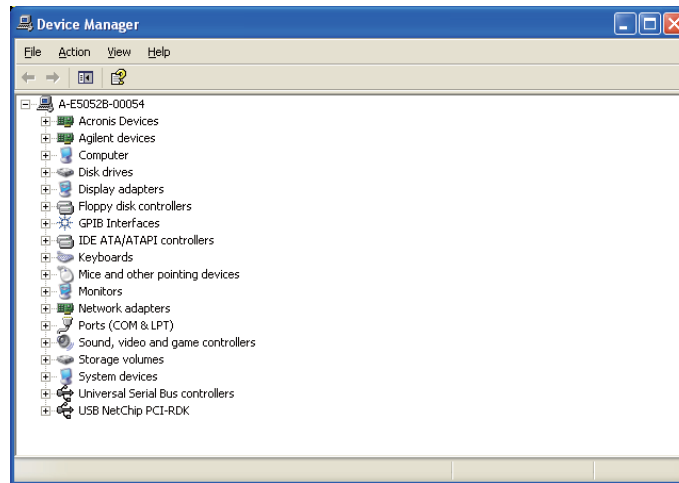 Device Manager
File Action View Help
A-E5052B-00054
Acronis Devices
Agilent devices
Computer
Disk drives
Display adapters
Floppy disk controllers
GPIB Interfaces
IDE ATA/ATAPI controllers
Keyboards
Mice and other pointing devices
Monitors
Network adapters
Ports (COM & LPT)
Sound, video and game controllers
Storage volumes
System devices
Universal Serial Bus controllers
USB NetChip PCI-RDK